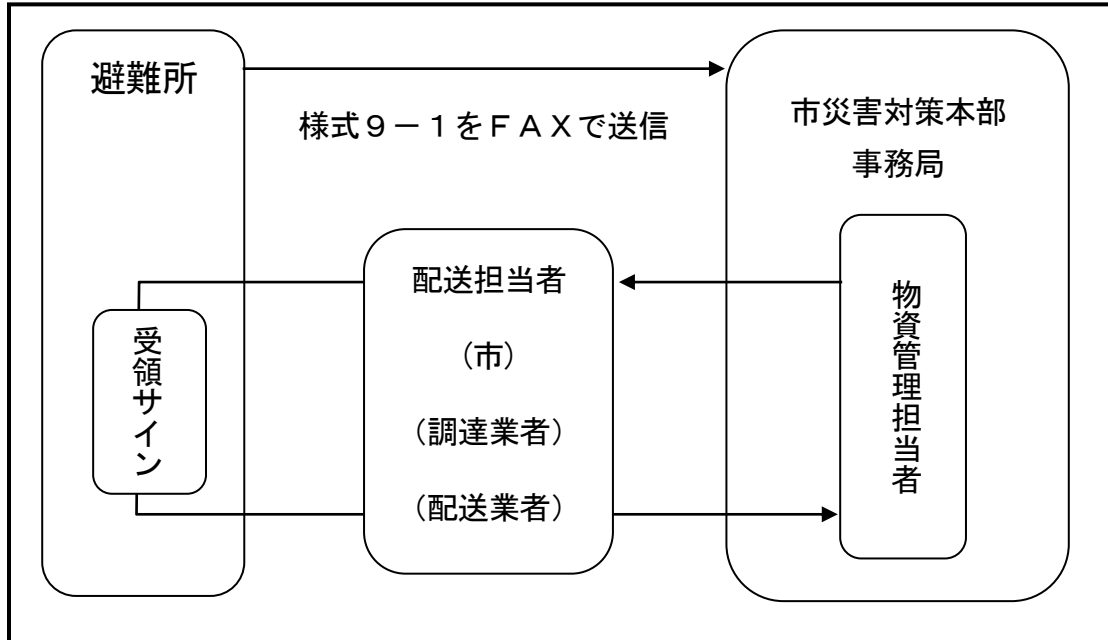 避難所
様式９－１をＦＡＸで送信
市災害対策本部
事務局
配送担当者
（市）
（調達業者）
（配送業者）
受領サイン
物資管理担当者